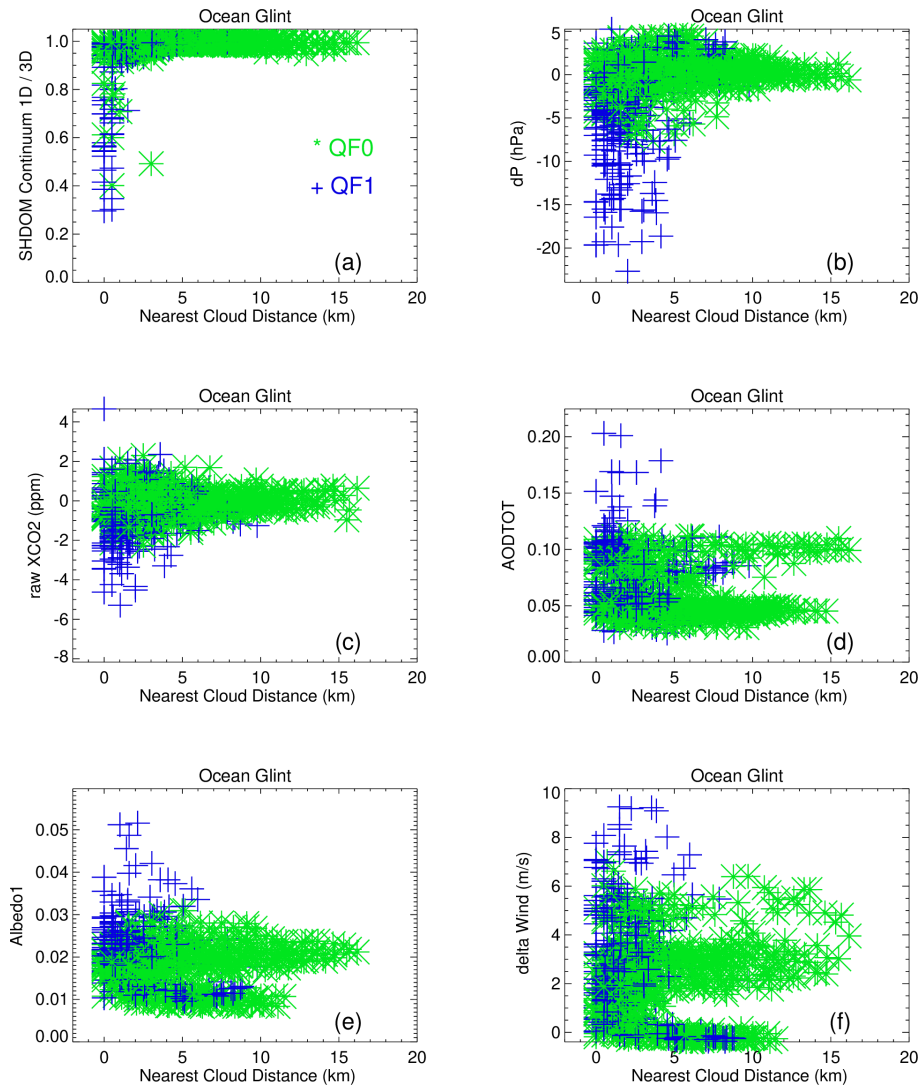 Ocean Glint
SHDOM Continuum 1D / 3D
1.0
0.8
0.6
0.4
0.2
0.0
* QF0
+ QF1
(a)
0 5 10 15 20
Nearest Cloud Distance (km)
Ocean Glint
dP (hPa)
5
0
-5
-10
-15
-20
(b)
0 5 10 15 20
Nearest Cloud Distance (km)
Ocean Glint
raw XCO2 (ppm)
4
2
0
-2
-4
-6
-8
(c)
0 5 10 15 20
Nearest Cloud Distance (km)
Ocean Glint
AODTOT
0.20
0.15
0.10
0.05
0.00
(d)
0 5 10 15 20
Nearest Cloud Distance (km)
Ocean Glint
Albedo1
0.05
0.04
0.03
0.02
0.01
0.00
(e)
0 5 10 15 20
Nearest Cloud Distance (km)
Ocean Glint
delta Wind (m/s)
10
8
6
4
2
0
(f)
0 5 10 15 20
Nearest Cloud Distance (km)